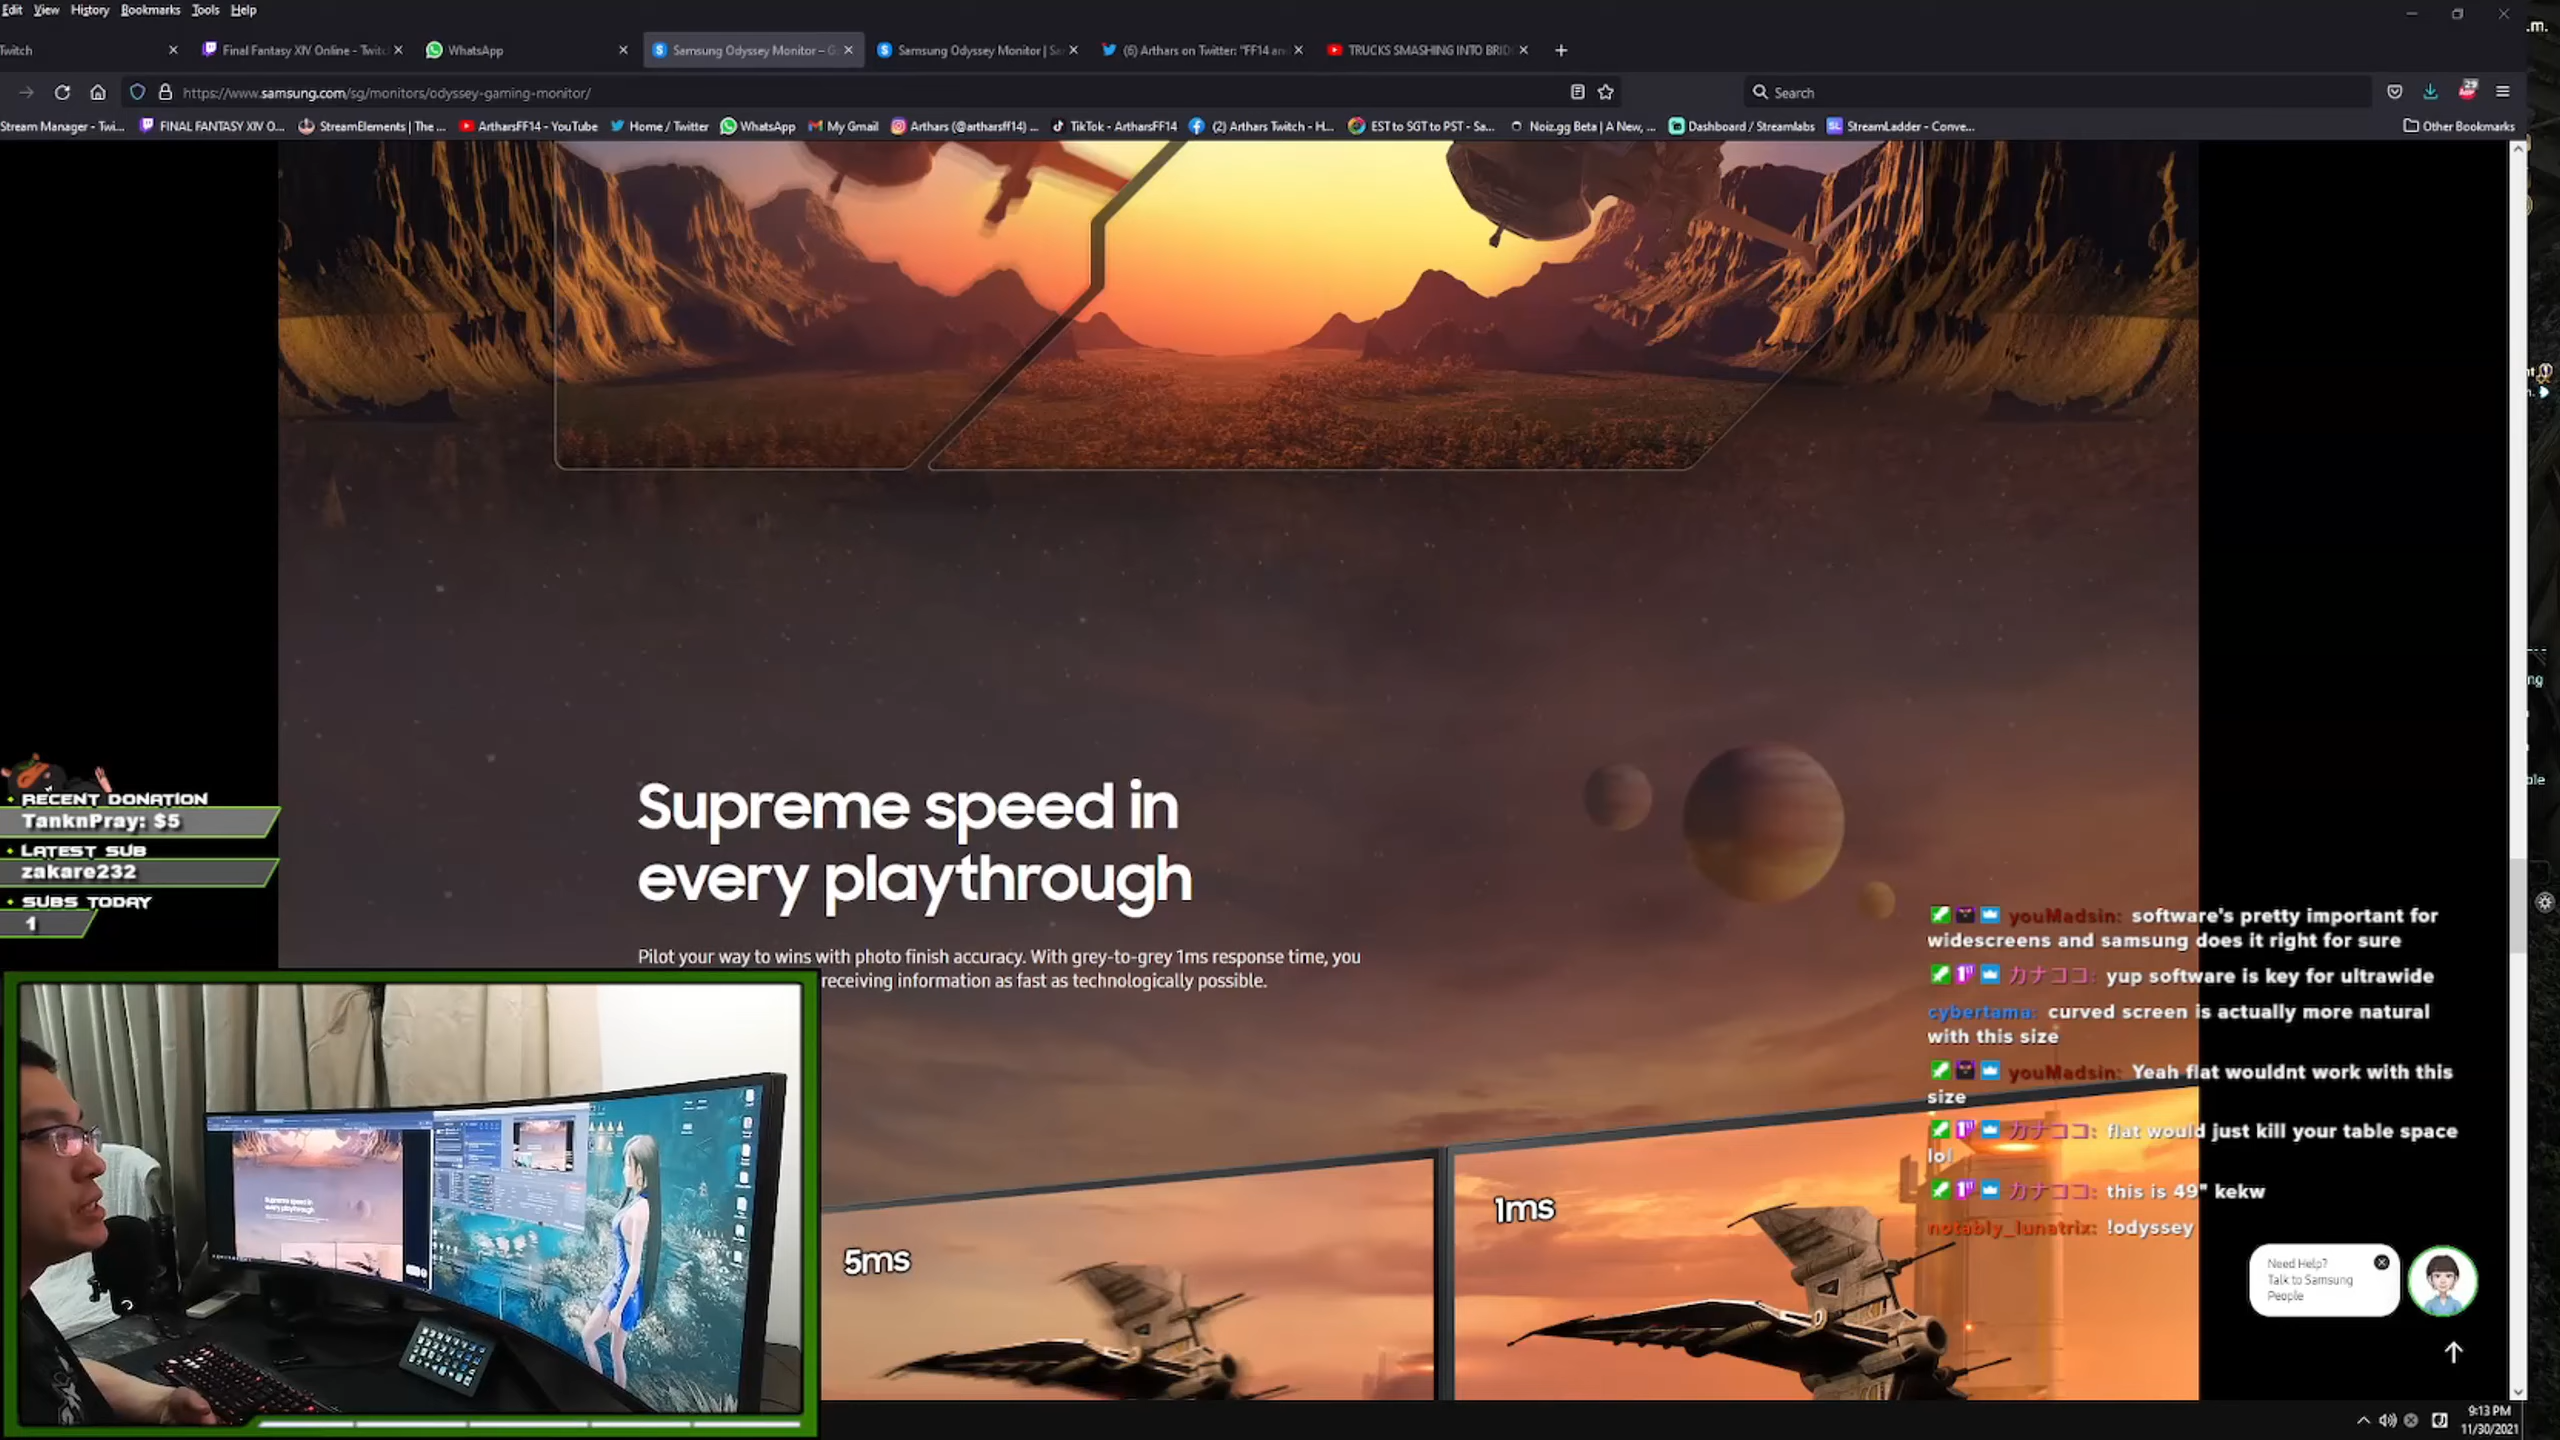 Edit View History Bookmarks Tools Help
Twitch
Final Fantasy XIV Online - Twitc
WhatsApp
Samsung Odyssey Monitor – G
Samsung Odyssey Monitor | Sa
(6) Arthars on Twitter: "FF14 an
TRUCKS SMASHING INTO BRID
https://www.samsung.com/sg/monitors/odyssey-gaming-monitor/
Search
29
Stream Manager - Twi...
FINAL FANTASY XIV O...
StreamElements | The ...
ArtharsFF14 - YouTube
Home / Twitter
WhatsApp
My Gmail
Arthars (@artharsff14) ...
TikTok - ArtharsFF14
(2) Arthars Twitch - H...
EST to SGT to PST - Sa...
Noiz.gg Beta | A New, ...
Dashboard / Streamlabs
StreamLadder - Conve...
Other Bookmarks
Supreme speed in
every playthrough
Pilot your way to wins with photo finish accuracy. With grey-to-grey 1ms response time, you
receiving information as fast as technologically possible.
RECENT DONATION
TanknPray: $5
LATEST SUB
zakare232
SUBS TODAY
1
Supreme speed in
every playthrough
5ms
1ms
youMadsin: software's pretty important for
widescreens and samsung does it right for sure
カナココ: yup software is key for ultrawide
cybertama: curved screen is actually more natural
with this size
youMadsin: Yeah flat wouldnt work with this
size
カナココ: flat would just kill your table space
lol
カナココ: this is 49" kekw
notably_lunatrix: !odyssey
Need Help?
Talk to Samsung
People
9:13 PM
11/30/2021